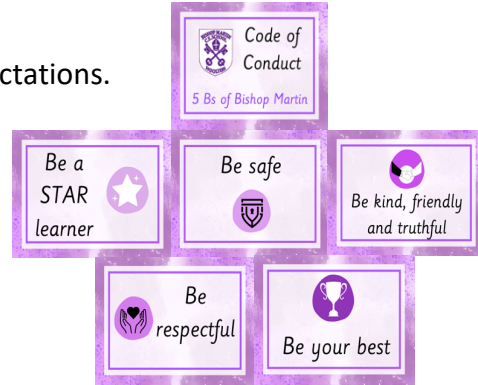 ctations.
Code of
Conduct
5 Bs of Bishop Martin
Be a
STAR
learner
Be safe
Be kind, friendly
and truthful
Be
respectful
Be your best